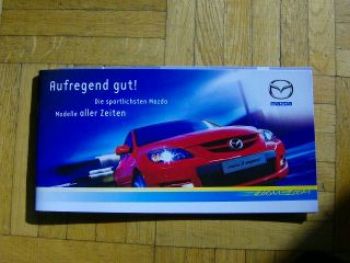 Aufregend gut!
Die sportlichsten Mazda
Modelle aller Zeiten